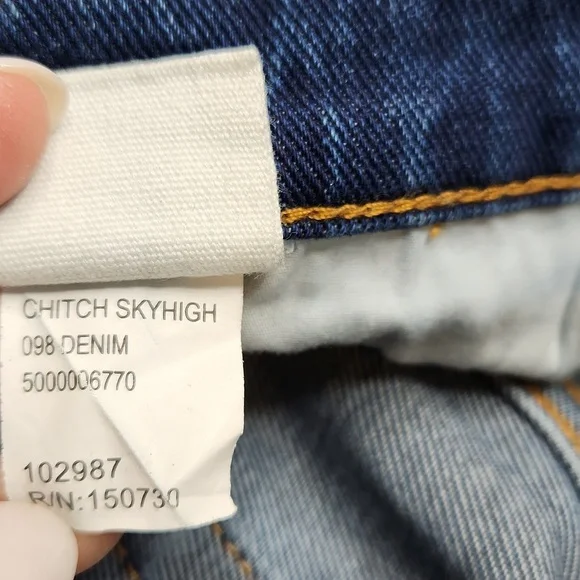 CHITCH SKYHIGH
098 DENIM
5000006770
102987
R/N:150730